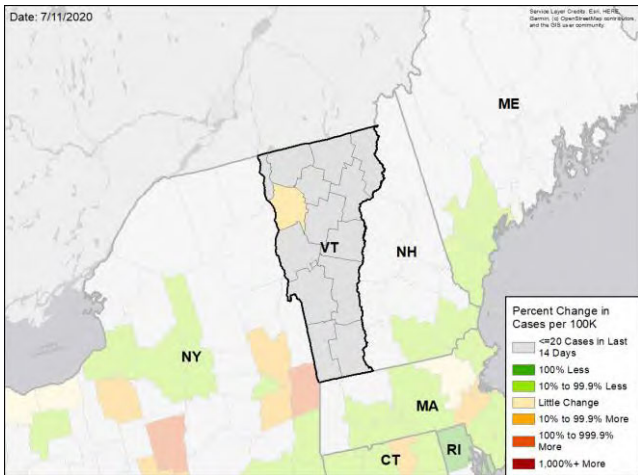 Date: 7/11/2020
Service Layer Credits: Esri, HERE,
Garmin, (c) OpenStreetMap contributors,
and the GIS user community
ME
VT
NH
NY
MA
CT
RI
Percent Change in
Cases per 100K
<=20 Cases in Last
14 Days
100% Less
10% to 99.9% Less
Little Change
10% to 99.9% More
100% to 999.9%
More
1,000%+ More